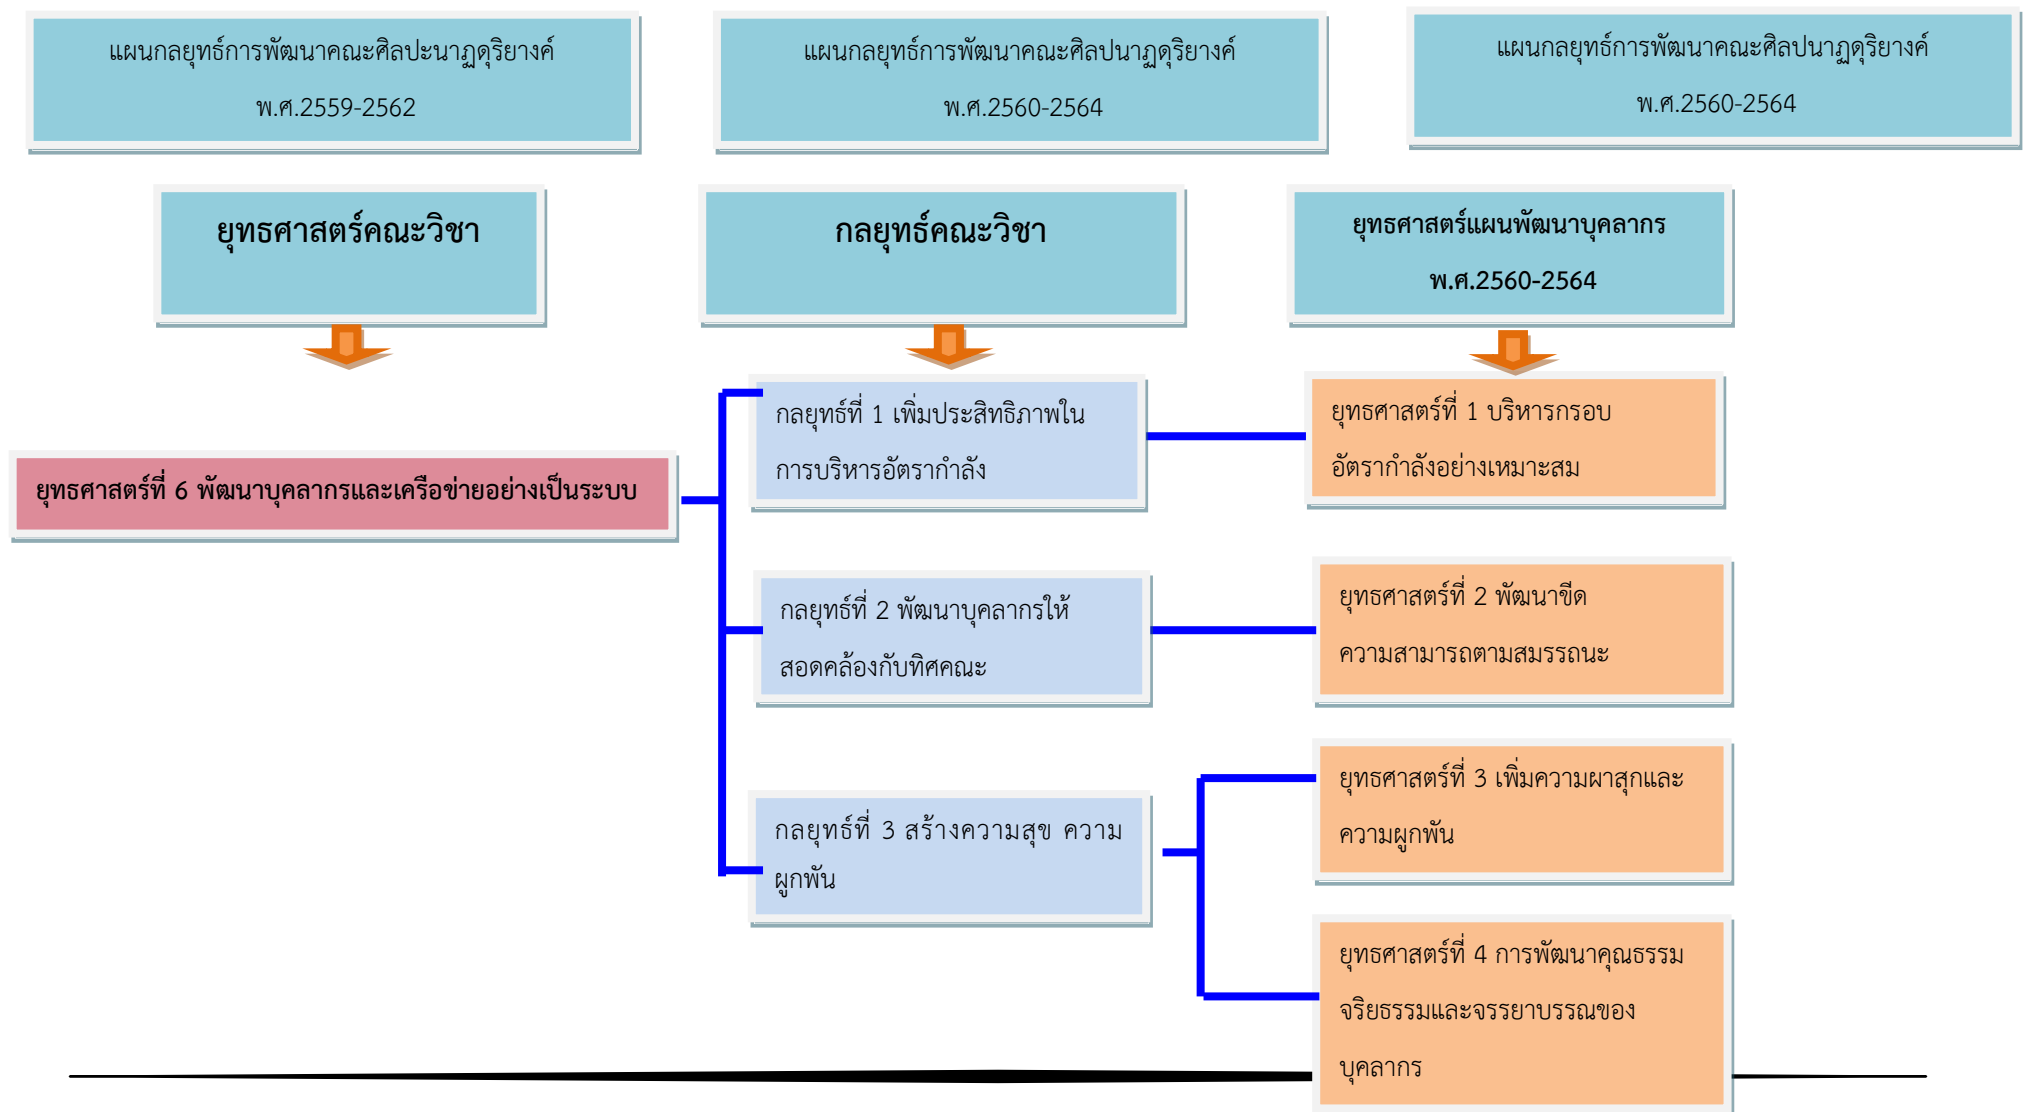 แผนกลยุทธ์การพัฒนาคณะศิลปะนาฏดุริยางค์
พ.ศ.2559-2562
แผนกลยุทธ์การพัฒนาคณะศิลปนาฏดุริยางค์
พ.ศ.2560-2564
แผนกลยุทธ์การพัฒนาคณะศิลปนาฏดุริยางค์
พ.ศ.2560-2564
ยุทธศาสตร์คณะวิชา
กลยุทธ์คณะวิชา
ยุทธศาสตร์แผนพัฒนาบุคลากร
พ.ศ.2560-2564
ยุทธศาสตร์ที่ 6 พัฒนาบุคลากรและเครือข่ายอย่างเป็นระบบ
กลยุทธ์ที่ 1 เพิ่มประสิทธิภาพใน
การบริหารอัตรากำลัง
ยุทธศาสตร์ที่ 1 บริหารกรอบ
อัตรากำลังอย่างเหมาะสม
กลยุทธ์ที่ 2 พัฒนาบุคลากรให้
สอดคล้องกับทิศคณะ
ยุทธศาสตร์ที่ 2 พัฒนาขีด
ความสามารถตามสมรรถนะ
กลยุทธ์ที่ 3 สร้างความสุข ความ
ผูกพัน
ยุทธศาสตร์ที่ 3 เพิ่มความผาสุกและ
ความผูกพัน
ยุทธศาสตร์ที่ 4 การพัฒนาคุณธรรม
จริยธรรมและจรรยาบรรณของ
บุคลากร